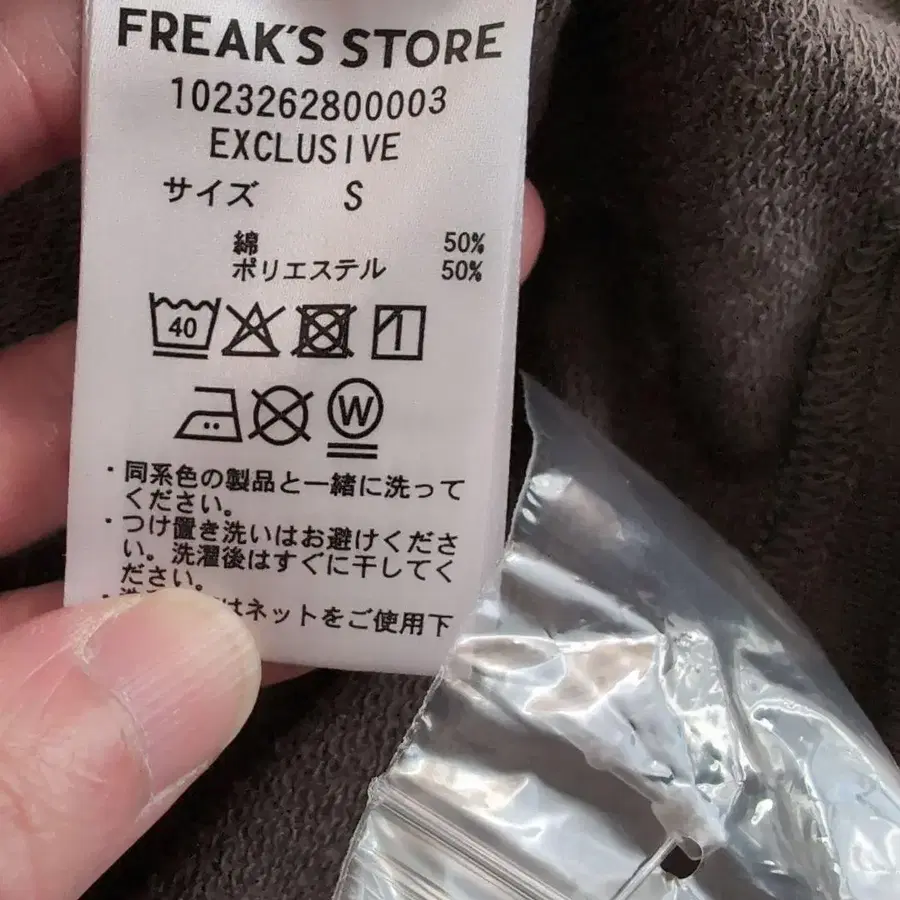 FREAK'S STORE
1023262800003
EXCLUSIVE
サイズ S
綿 50%
ポリエステル 50%
40
W
・同系色の製品と一緒に洗って
ください。
・つけ置き洗いはお避けくださ
い。洗濯後はすぐに干してく
ださい。
はネットをご使用下